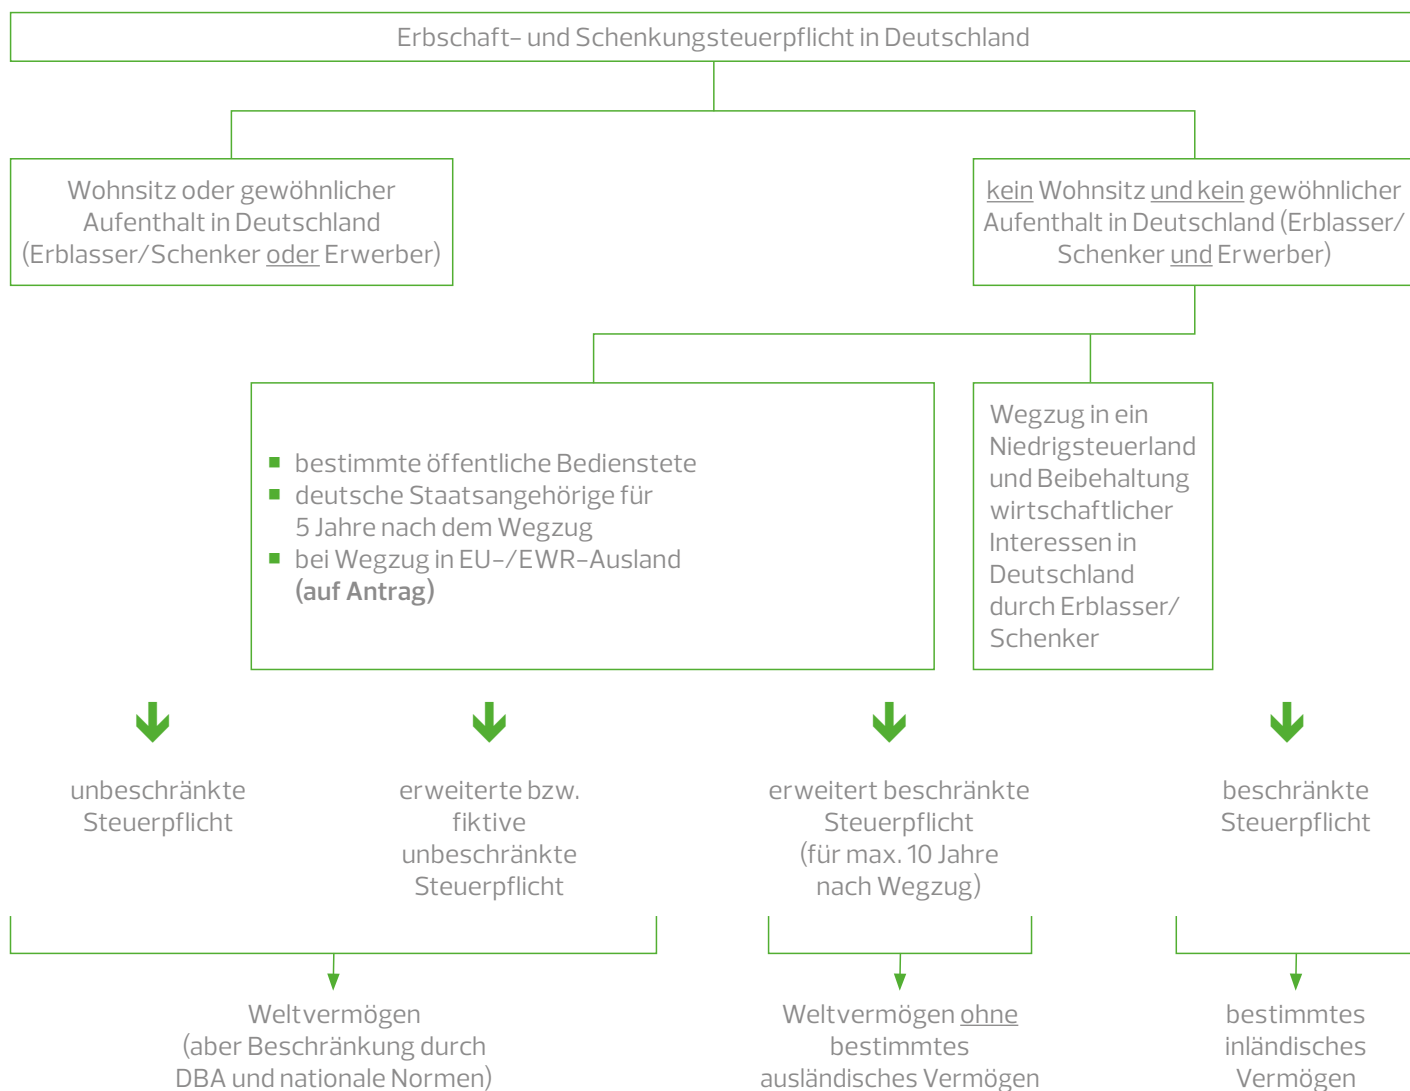 Erbschaft- und Schenkungsteuerpflicht in Deutschland
Wohnsitz oder gewöhnlicher
Aufenthalt in Deutschland
(Erblasser/Schenker oder Erwerber)
kein Wohnsitz und kein gewöhnlicher
Aufenthalt in Deutschland (Erblasser/
Schenker und Erwerber)
bestimmte öffentliche Bedienstete
deutsche Staatsangehörige für
5 Jahre nach dem Wegzug
bei Wegzug in EU-/EWR-Ausland
(auf Antrag)
Wegzug in ein
Niedrigsteuerland
und Beibehaltung
wirtschaftlicher
Interessen in
Deutschland
durch Erblasser/
Schenker
unbeschränkte
Steuerpflicht
erweiterte bzw.
fiktive
unbeschränkte
Steuerpflicht
erweitert beschränkte
Steuerpflicht
(für max. 10 Jahre
nach Wegzug)
beschränkte
Steuerpflicht
Weltvermögen
(aber Beschränkung durch
DBA und nationale Normen)
Weltvermögen ohne
bestimmtes
ausländisches Vermögen
bestimmtes
inländisches
Vermögen